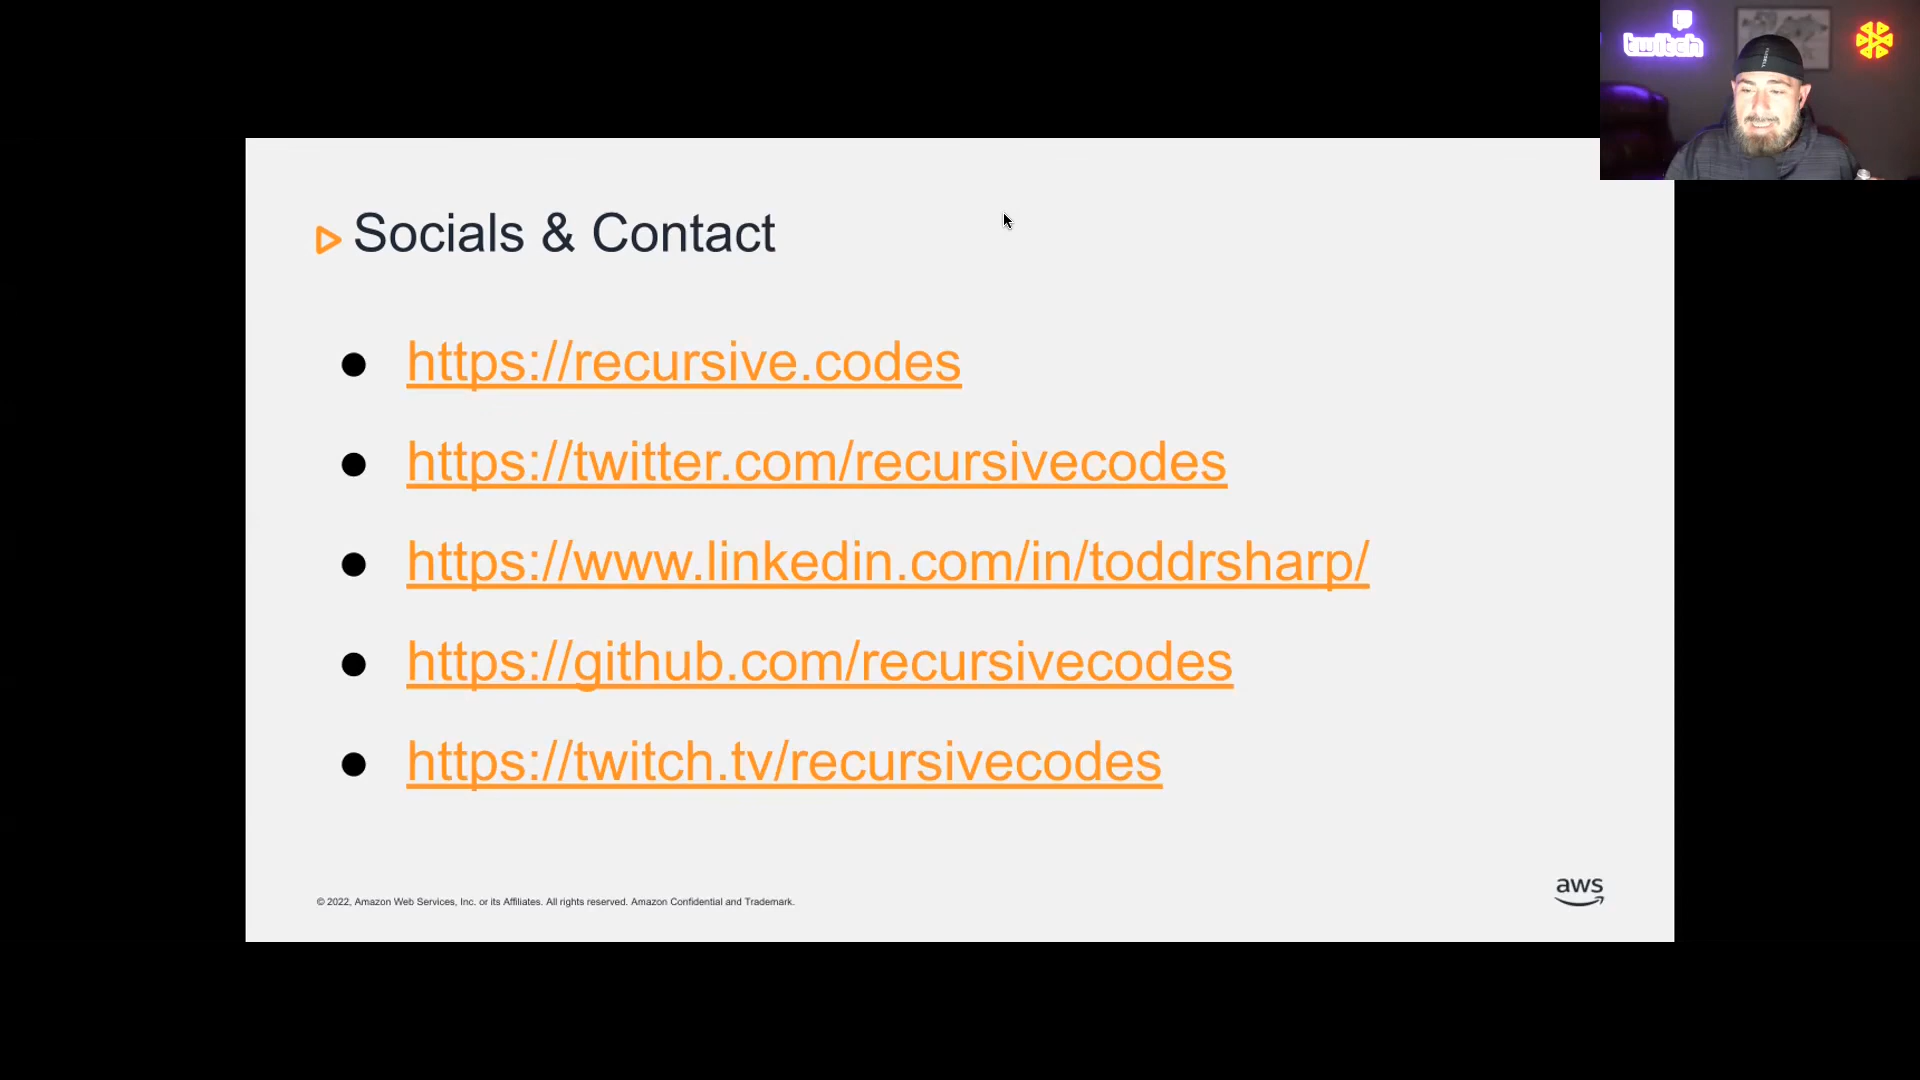 twitch
Socials & Contact
https://recursive.codes
https://twitter.com/recursivecodes
https://www.linkedin.com/in/toddrsharp/
https://github.com/recursivecodes
https://twitch.tv/recursivecodes
© 2022, Amazon Web Services, Inc. or its Affiliates. All rights reserved. Amazon Confidential and Trademark.
aws